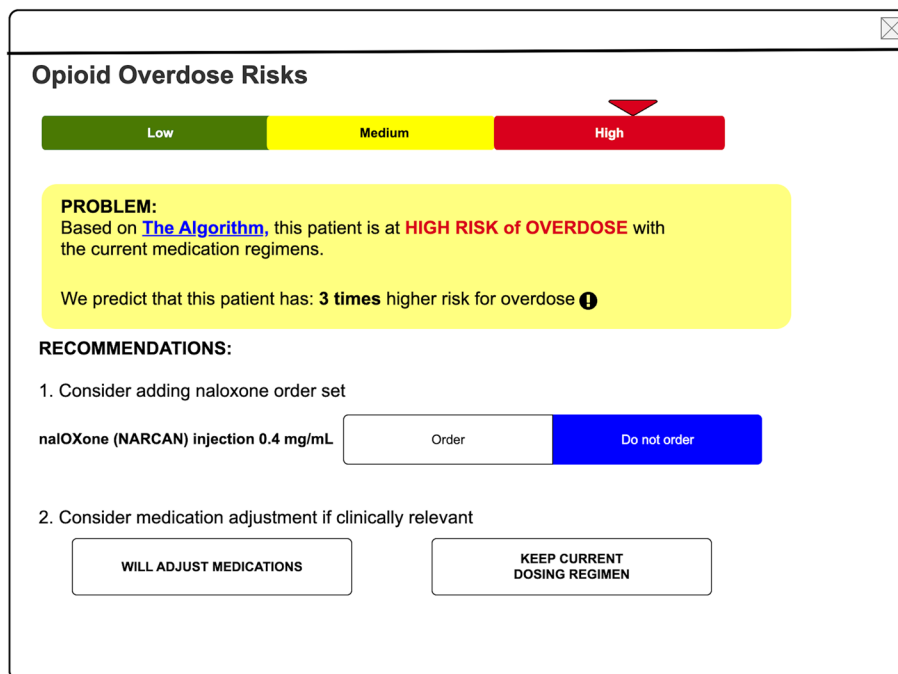 Opioid Overdose Risks
Low Medium High
PROBLEM:
Based on The Algorithm, this patient is at HIGH RISK of OVERDOSE with
the current medication regimens.
We predict that this patient has: 3 times higher risk for overdose
RECOMMENDATIONS:
1. Consider adding naloxone order set
nalOXone (NARCAN) injection 0.4 mg/mL Order Do not order
2. Consider medication adjustment if clinically relevant
WILL ADJUST MEDICATIONS
KEEP CURRENT
DOSING REGIMEN